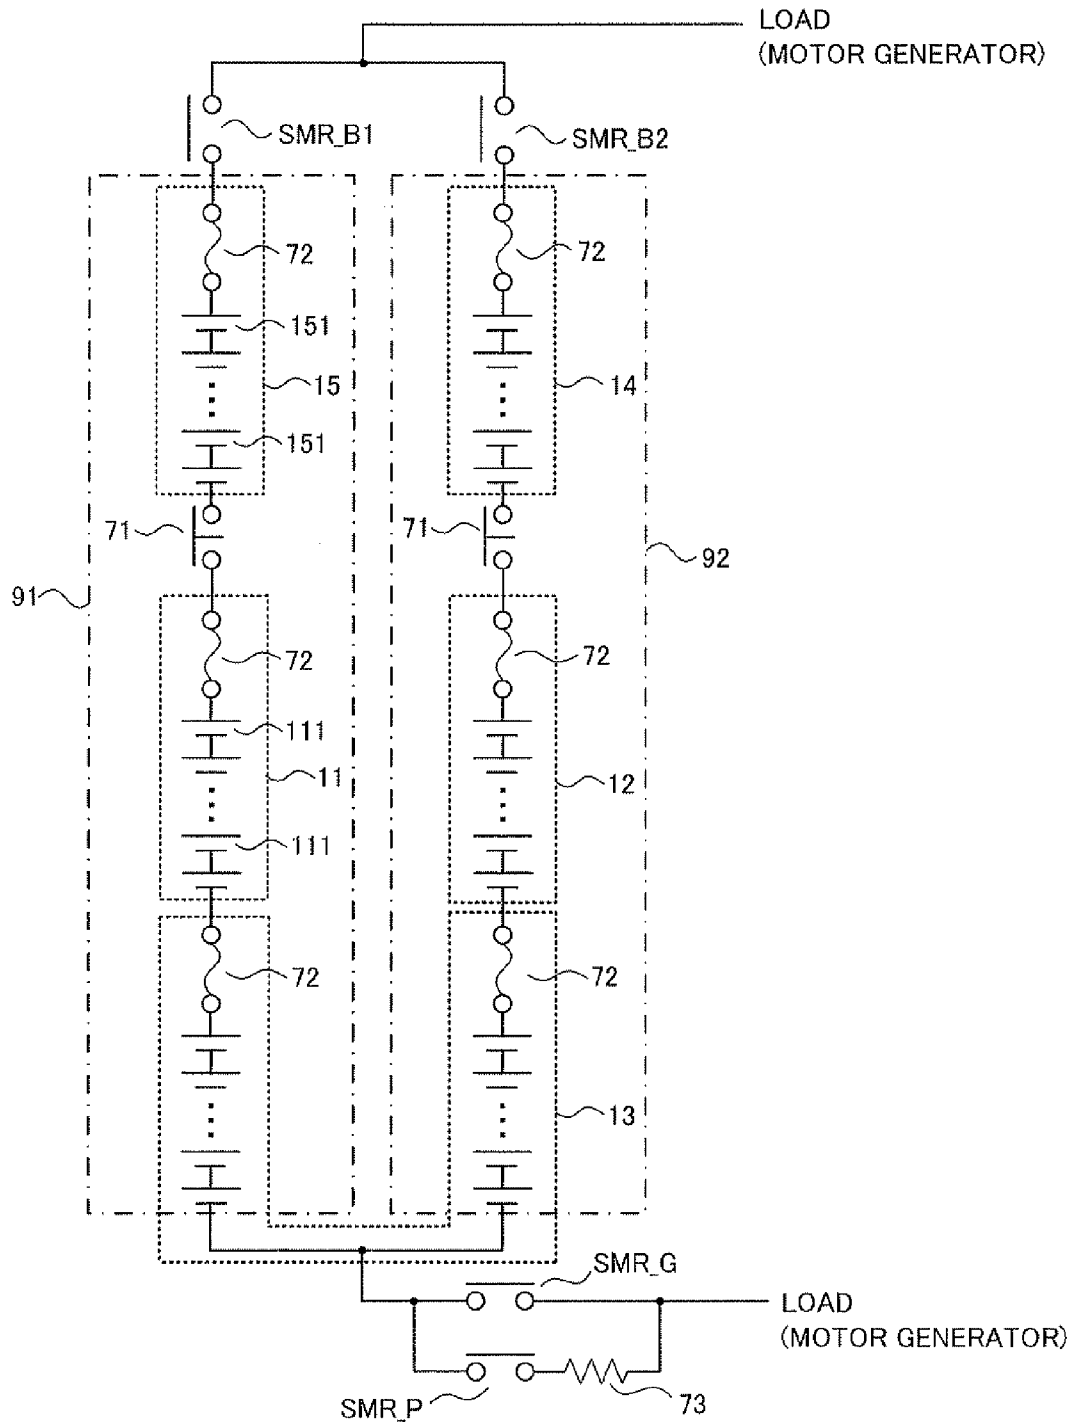 LOAD
(MOTOR GENERATOR)
SMR_B1
SMR_B2
72
72
151
151
15
14
151
71
71
92
91
72
72
111
11
12
111
72
72
13
SMR_G
LOAD
(MOTOR GENERATOR)
SMR_P
73